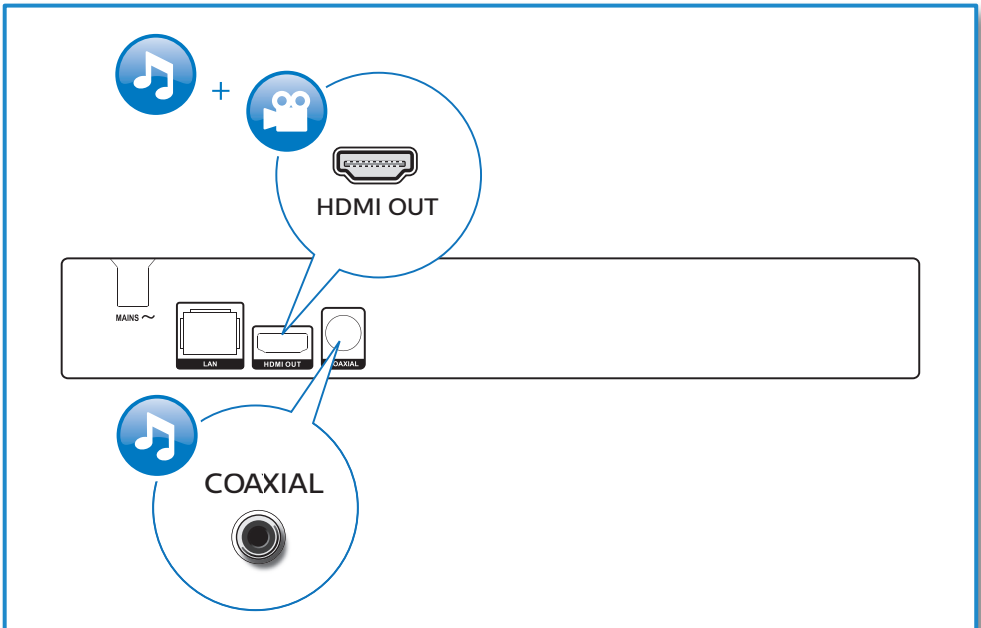 +
HDMI OUT
MAINS ~
LAN
HDMI OUT
COAXIAL
COAXIAL